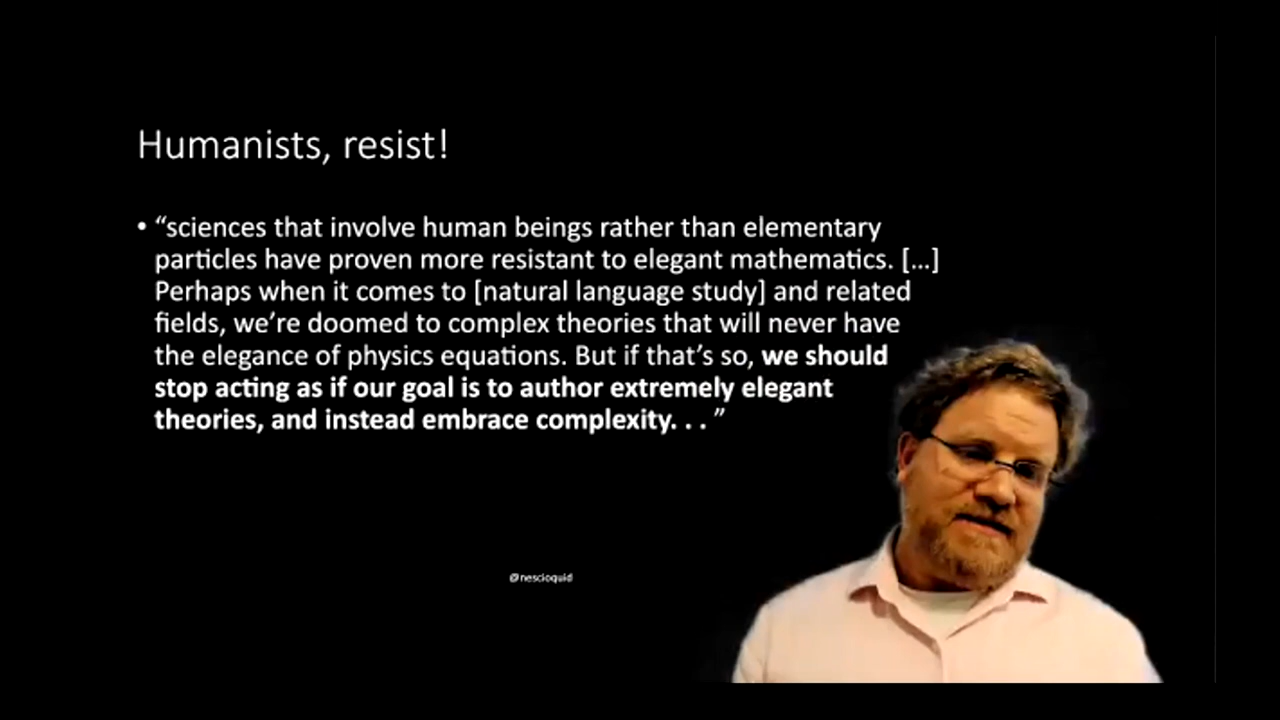 Humanists, resist!
• “sciences that involve human beings rather than elementary
particles have proven more resistant to elegant mathematics. […]
Perhaps when it comes to [natural language study] and related
fields, we’re doomed to complex theories that will never have
the elegance of physics equations. But if that’s so, we should
stop acting as if our goal is to author extremely elegant
theories, and instead embrace complexity. . . ”
@nescioquid